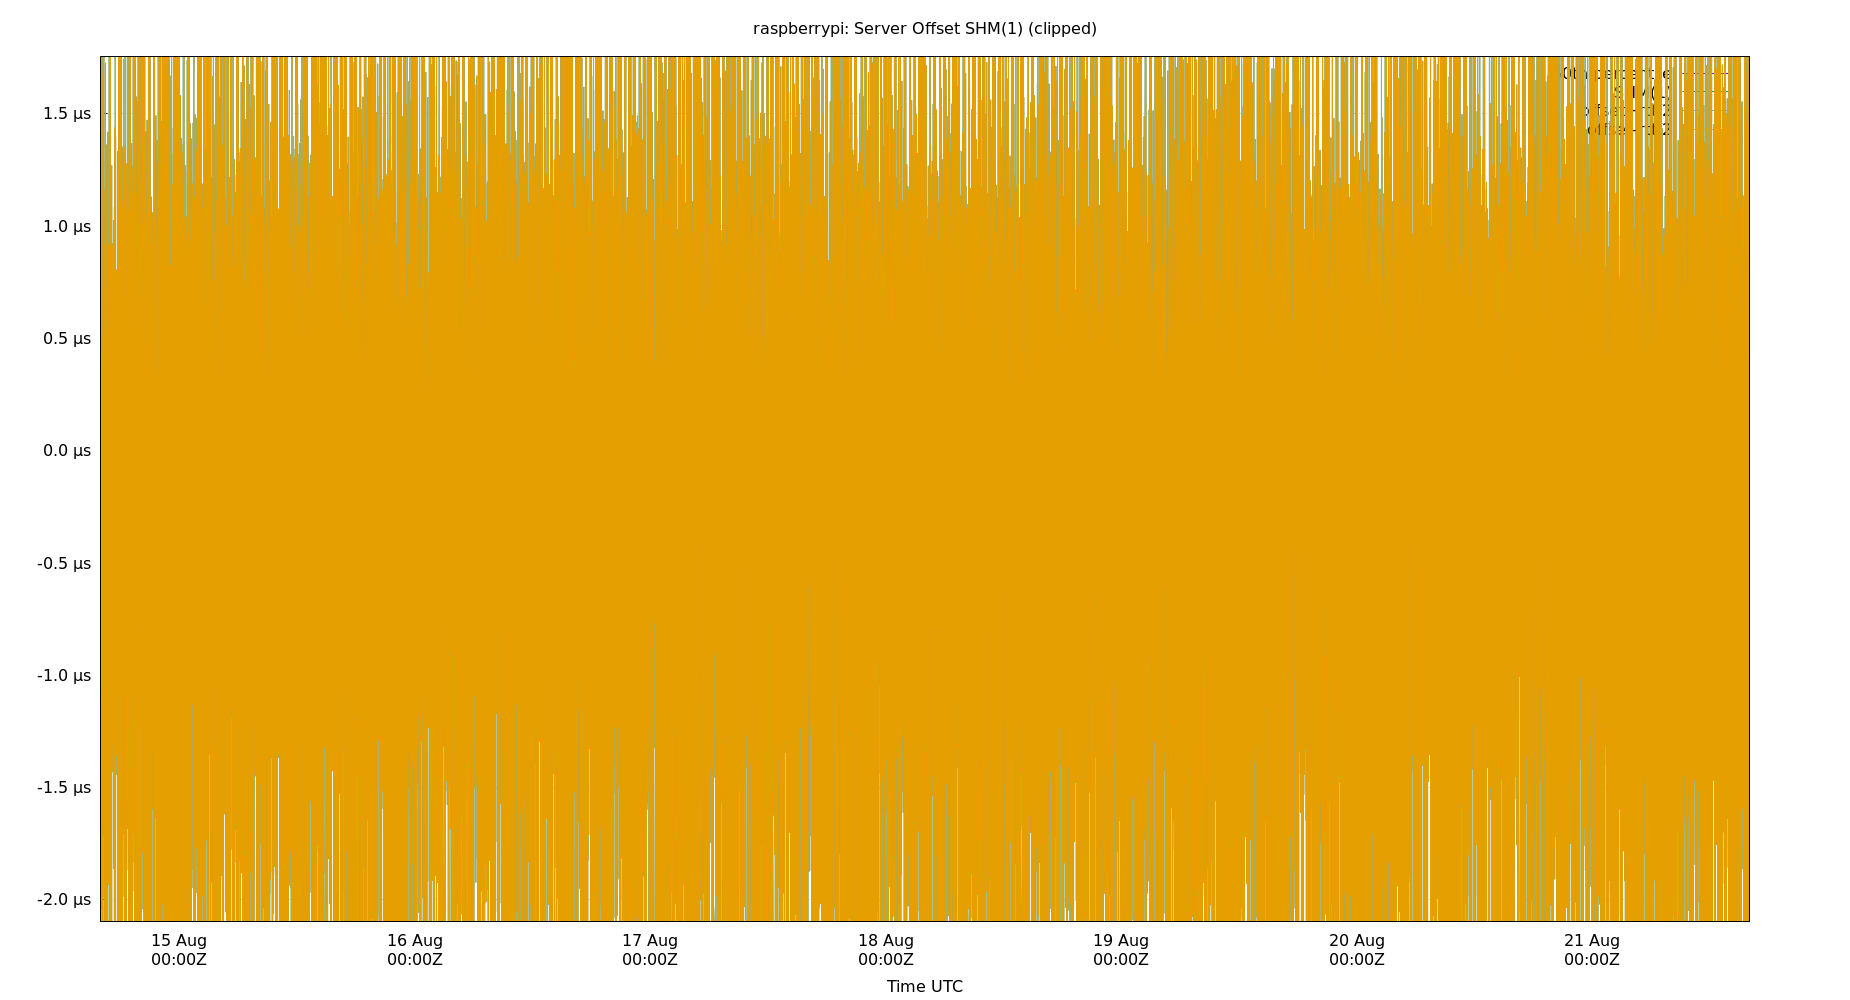 raspberrypi: Server Offset SHM(1) (clipped)
1.5 µs
1.0 µs
0.5 µs
0.0 µs
-0.5 µs
-1.0 µs
-1.5 µs
-2.0 µs
15 Aug 16 Aug 17 Aug 18 Aug 19 Aug 20 Aug 21 Aug
00:00Z 00:00Z 00:00Z 00:00Z 00:00Z 00:00Z 00:00Z
Time UTC